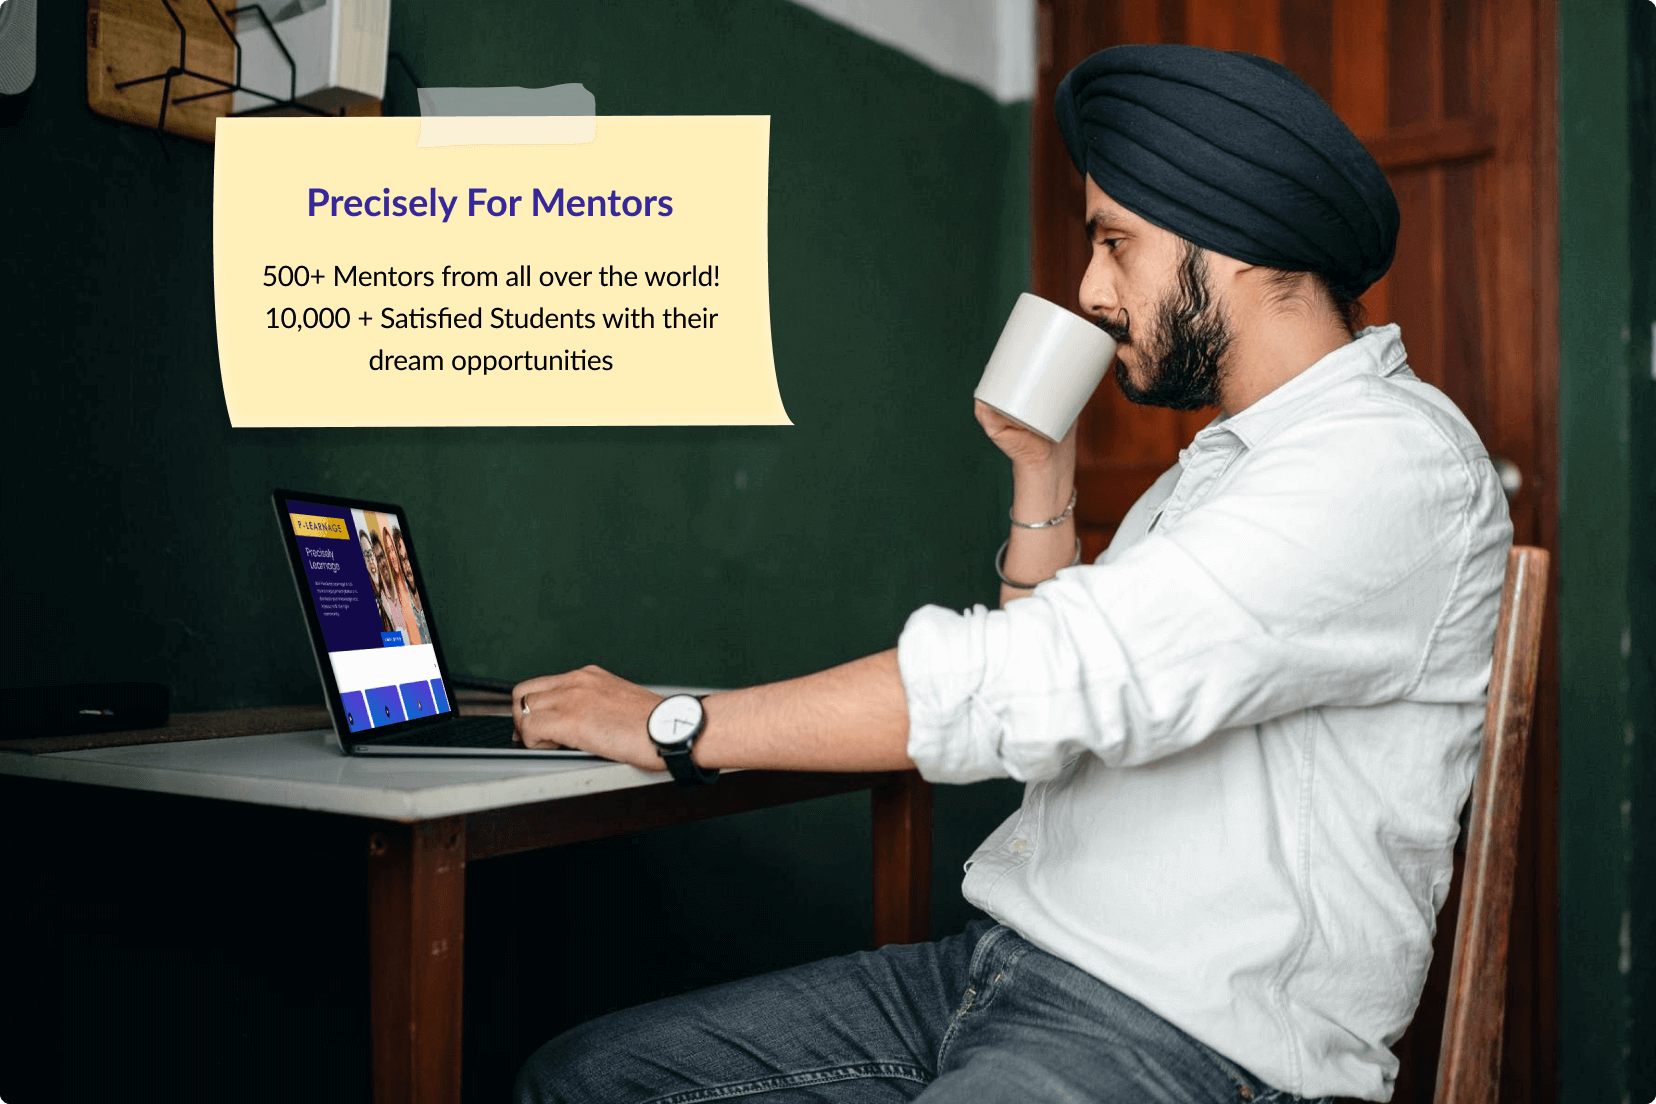 Precisely For Mentors
500+ Mentors from all over the world!
10,000 + Satisfied Students with their
dream opportunities
P-LEARNAGE
Precisely
Learnage